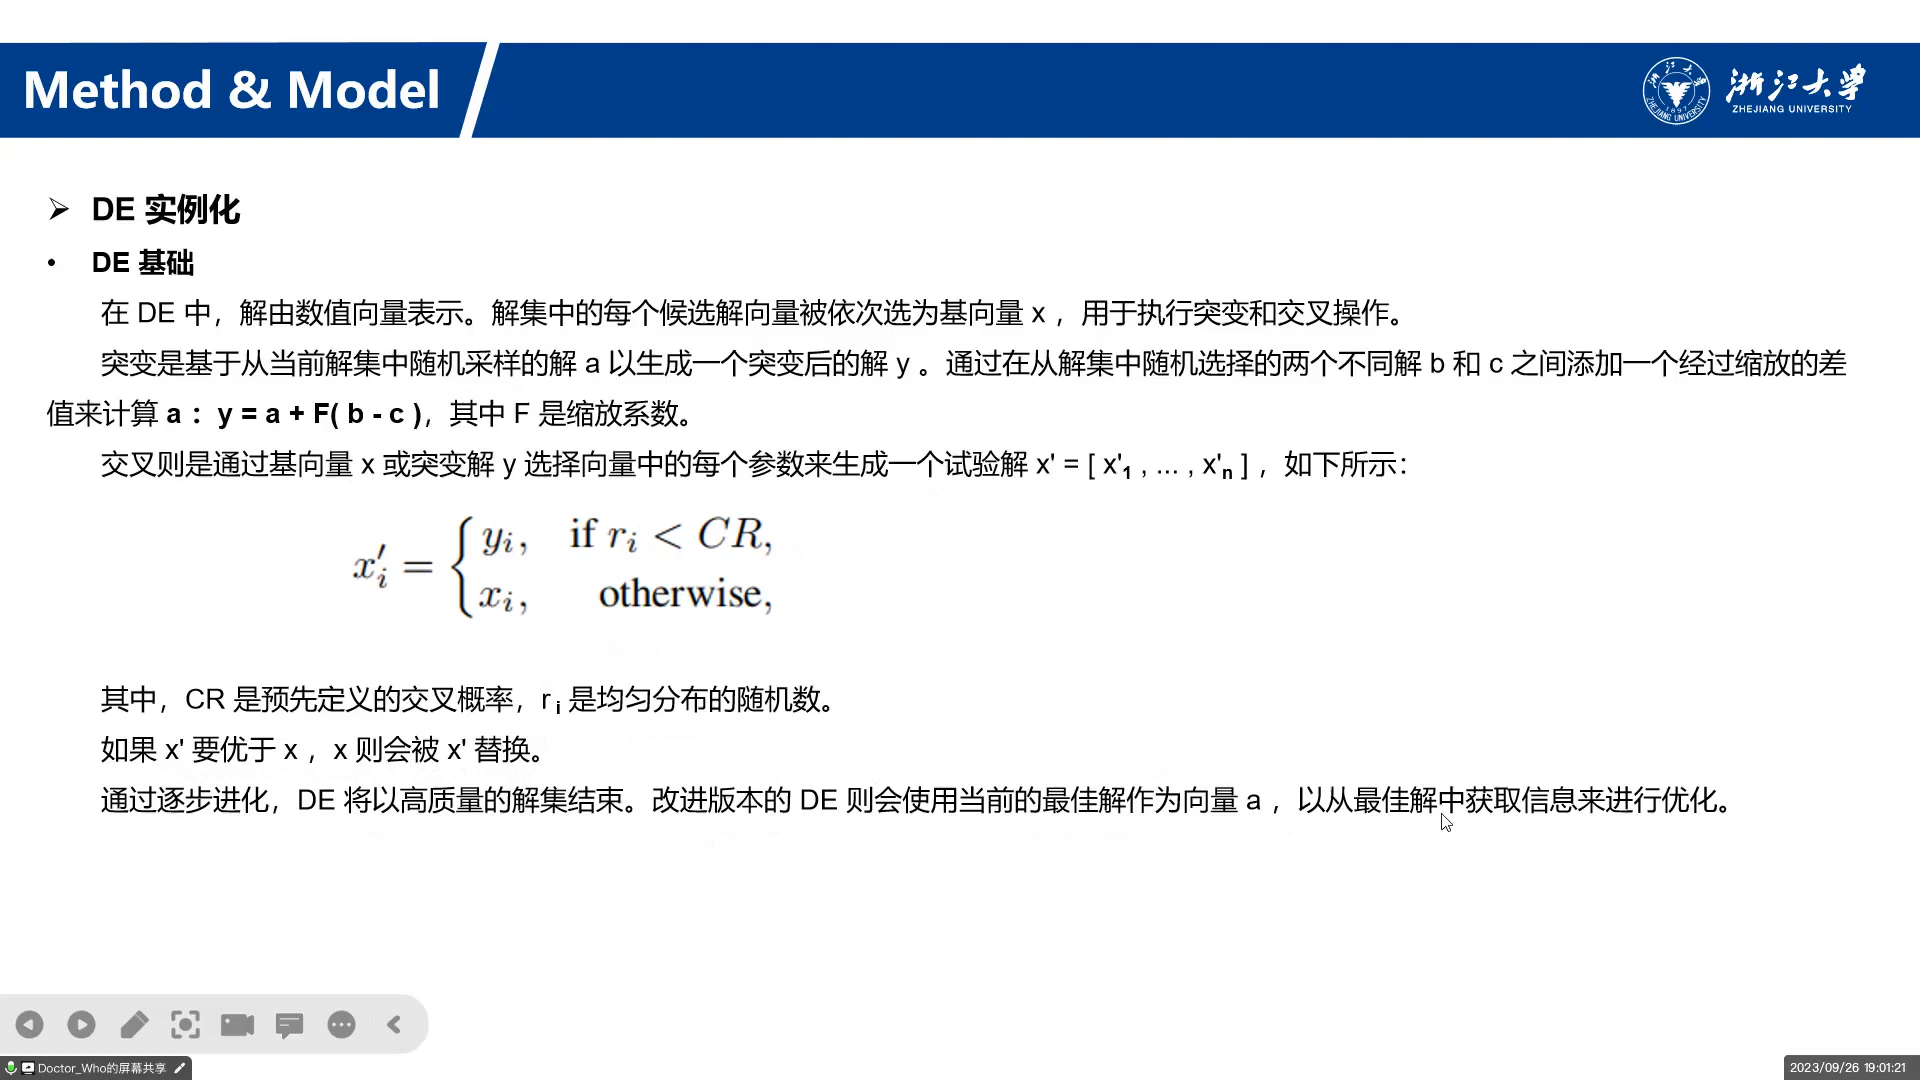 Method & Model
浙江大学
ZHEJIANG UNIVERSITY
ZHEJIANG UNIVERSITY
1897
➢ DE 实例化
• DE 基础
在 DE 中，解由数值向量表示。解集中的每个候选解向量被依次选为基向量 x ，用于执行突变和交叉操作。
突变是基于从当前解集中随机采样的解 a 以生成一个突变后的解 y 。通过在从解集中随机选择的两个不同解 b 和 c 之间添加一个经过缩放的差
值来计算 a ：y = a + F( b - c )，其中 F 是缩放系数。
交叉则是通过基向量 x 或突变解 y 选择向量中的每个参数来生成一个试验解 x' = [ x'₁ , ... , x'ₙ ] ，如下所示：
x'ᵢ = { yᵢ, if rᵢ < CR,
xᵢ, otherwise,
其中，CR 是预先定义的交叉概率，r ᵢ 是均匀分布的随机数。
如果 x' 要优于 x ，x 则会被 x' 替换。
通过逐步进化，DE 将以高质量的解集结束。改进版本的 DE 则会使用当前的最佳解作为向量 a ，以从最佳解中获取信息来进行优化。
Doctor_Who的屏幕共享
2023/09/26 19:01:21